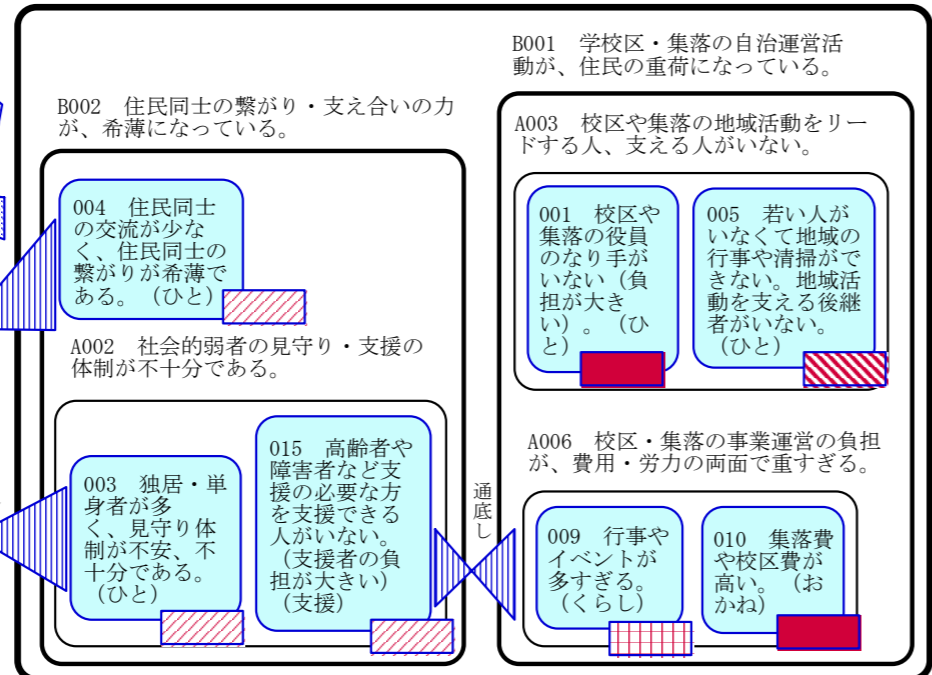 B001 学校区・集落の自治運営活
動が、住民の重荷になっている。
B002 住民同士の繋がり・支え合いの力
が、希薄になっている。
A003 校区や集落の地域活動をリー
ドする人、支える人がいない。
004 住民同士
の交流が少な
く、住民同士の
繋がりが希薄で
ある。（ひと）
001 校区や
集落の役員
のなり手が
いない（負
担が大き
い）。（ひ
と）
005 若い人が
いなくて地域の
行事や清掃がで
きない。地域活
動を支える後継
者がいない。
（ひと）
A002 社会的弱者の見守り・支援の
体制が不十分である。
003 独居・単
身者が多
く、見守り体
制が不安、不
十分である。
（ひと）
015 高齢者や
障害者など支
援の必要な方
を支援できる
人がいない。
（支援者の負
担が大きい）
（支援）
通底し
A006 校区・集落の事業運営の負担
が、費用・労力の両面で重すぎる。
009 行事や
イベントが
多すぎる。
（くらし）
010 集落費
や校区費が
高い。（お
かね）